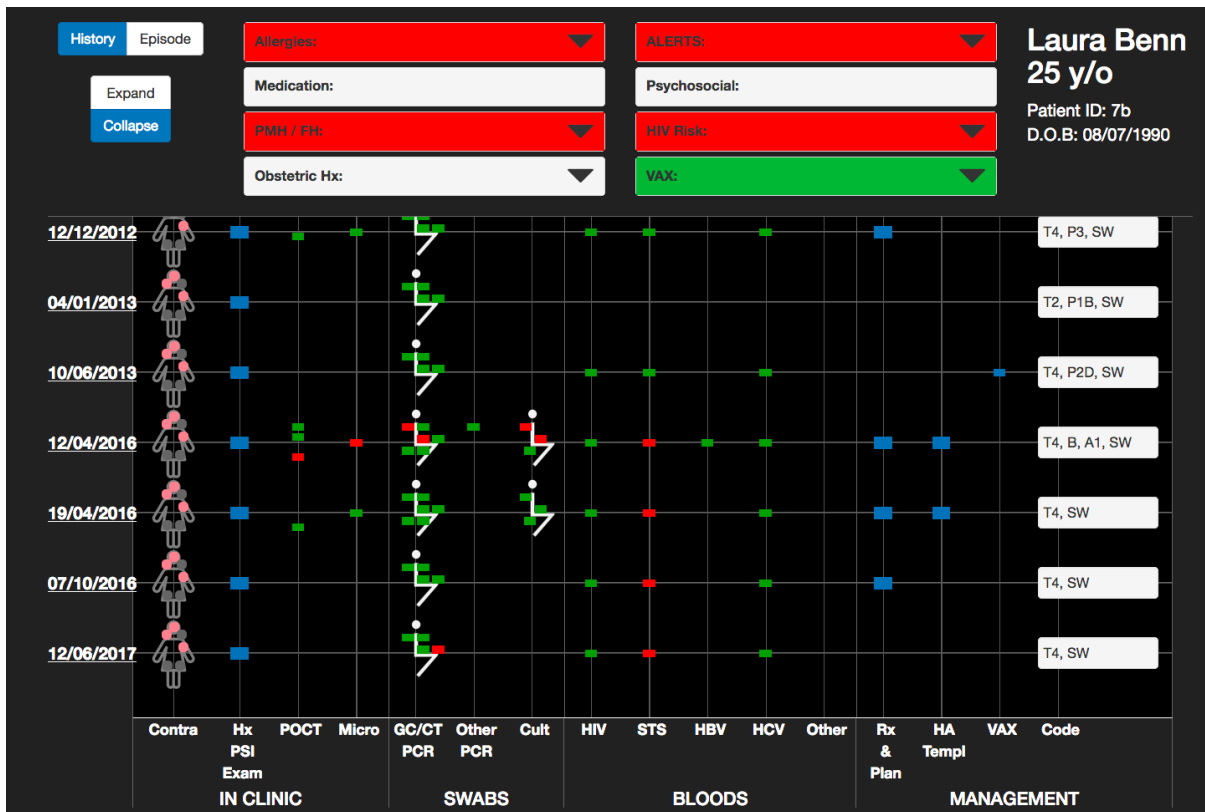 History Episode
Expand
Collapse
Allergies:
Medication:
PMH / FH:
Obstetric Hx:
ALERTS:
Psychosocial:
HIV Risk:
VAX:
Laura Benn
25 y/o
Patient ID: 7b
D.O.B: 08/07/1990
12/12/2012 T4, P3, SW
04/01/2013 T2, P1B, SW
10/06/2013 T4, P2D, SW
12/04/2016 T4, B, A1, SW
19/04/2016 T4, SW
07/10/2016 T4, SW
12/06/2017 T4, SW
Contra Hx POCT Micro GC/CT Other Cult HIV STS HBV HCV Other Rx HA VAX Code
PSI PCR PCR & Templ
Exam Plan
IN CLINIC SWABS BLOODS MANAGEMENT